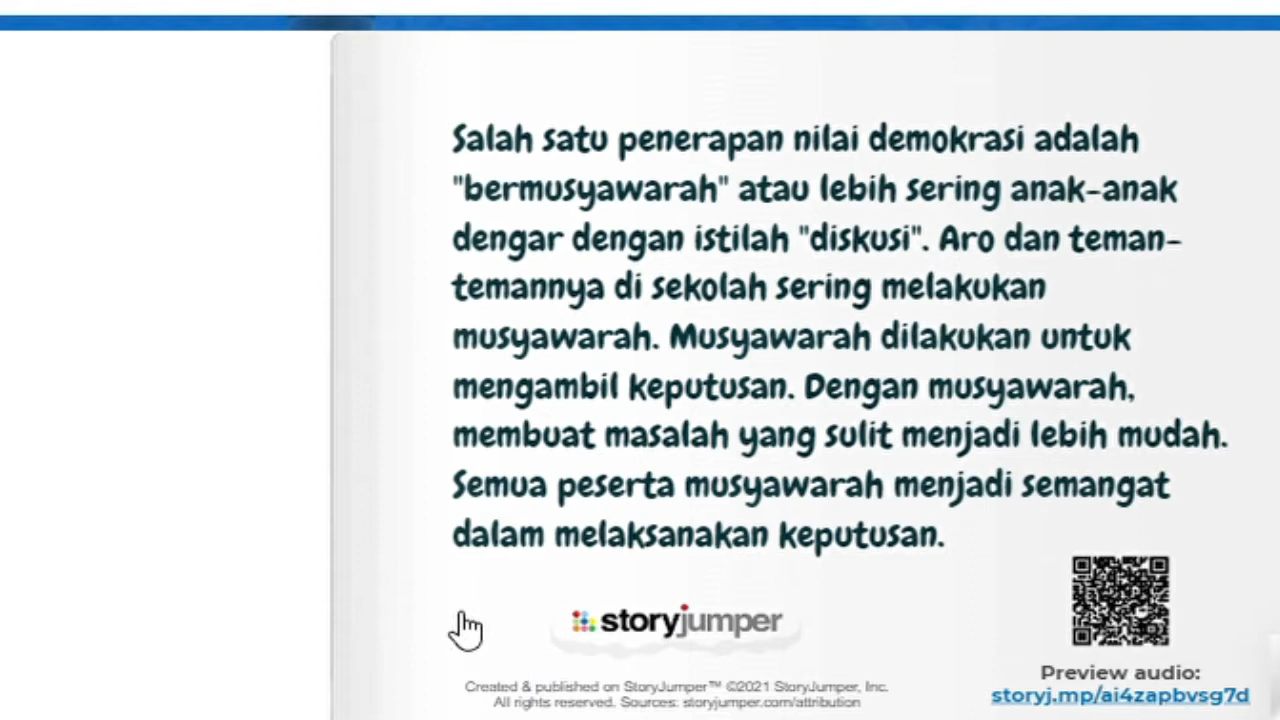 Salah satu penerapan nilai demokrasi adalah
"bermusyawarah" atau lebih sering anak-anak
dengar dengan istilah "diskusi". Aro dan teman-
temannya di sekolah sering melakukan
musyawarah. Musyawarah dilakukan untuk
mengambil keputusan. Dengan musyawarah,
membuat masalah yang sulit menjadi lebih mudah.
Semua peserta musyawarah menjadi semangat
dalam melaksanakan keputusan.
storyjumper
Created & published on StoryJumper™ ©2021 StoryJumper, Inc.
All rights reserved. Sources: storyjumper.com/attribution
Preview audio:
storyj.mp/ai4zapbvsg7d